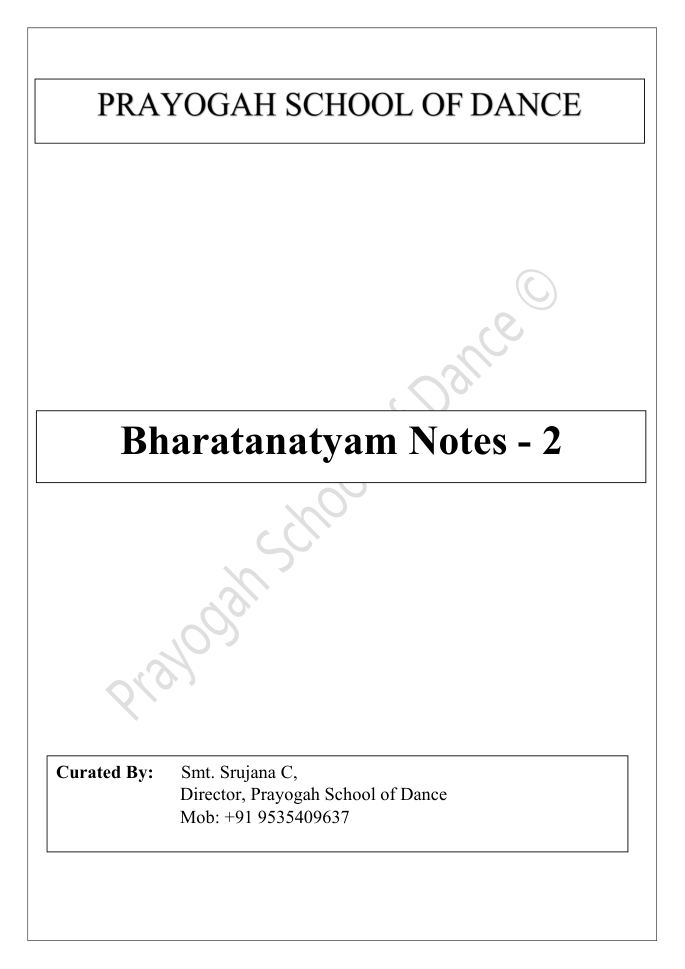 PRAYOGAH SCHOOL OF DANCE
Prayogah School of Dance ©
Bharatanatyam Notes - 2
Curated By: Smt. Srujana C,
Director, Prayogah School of Dance
Mob: +91 9535409637